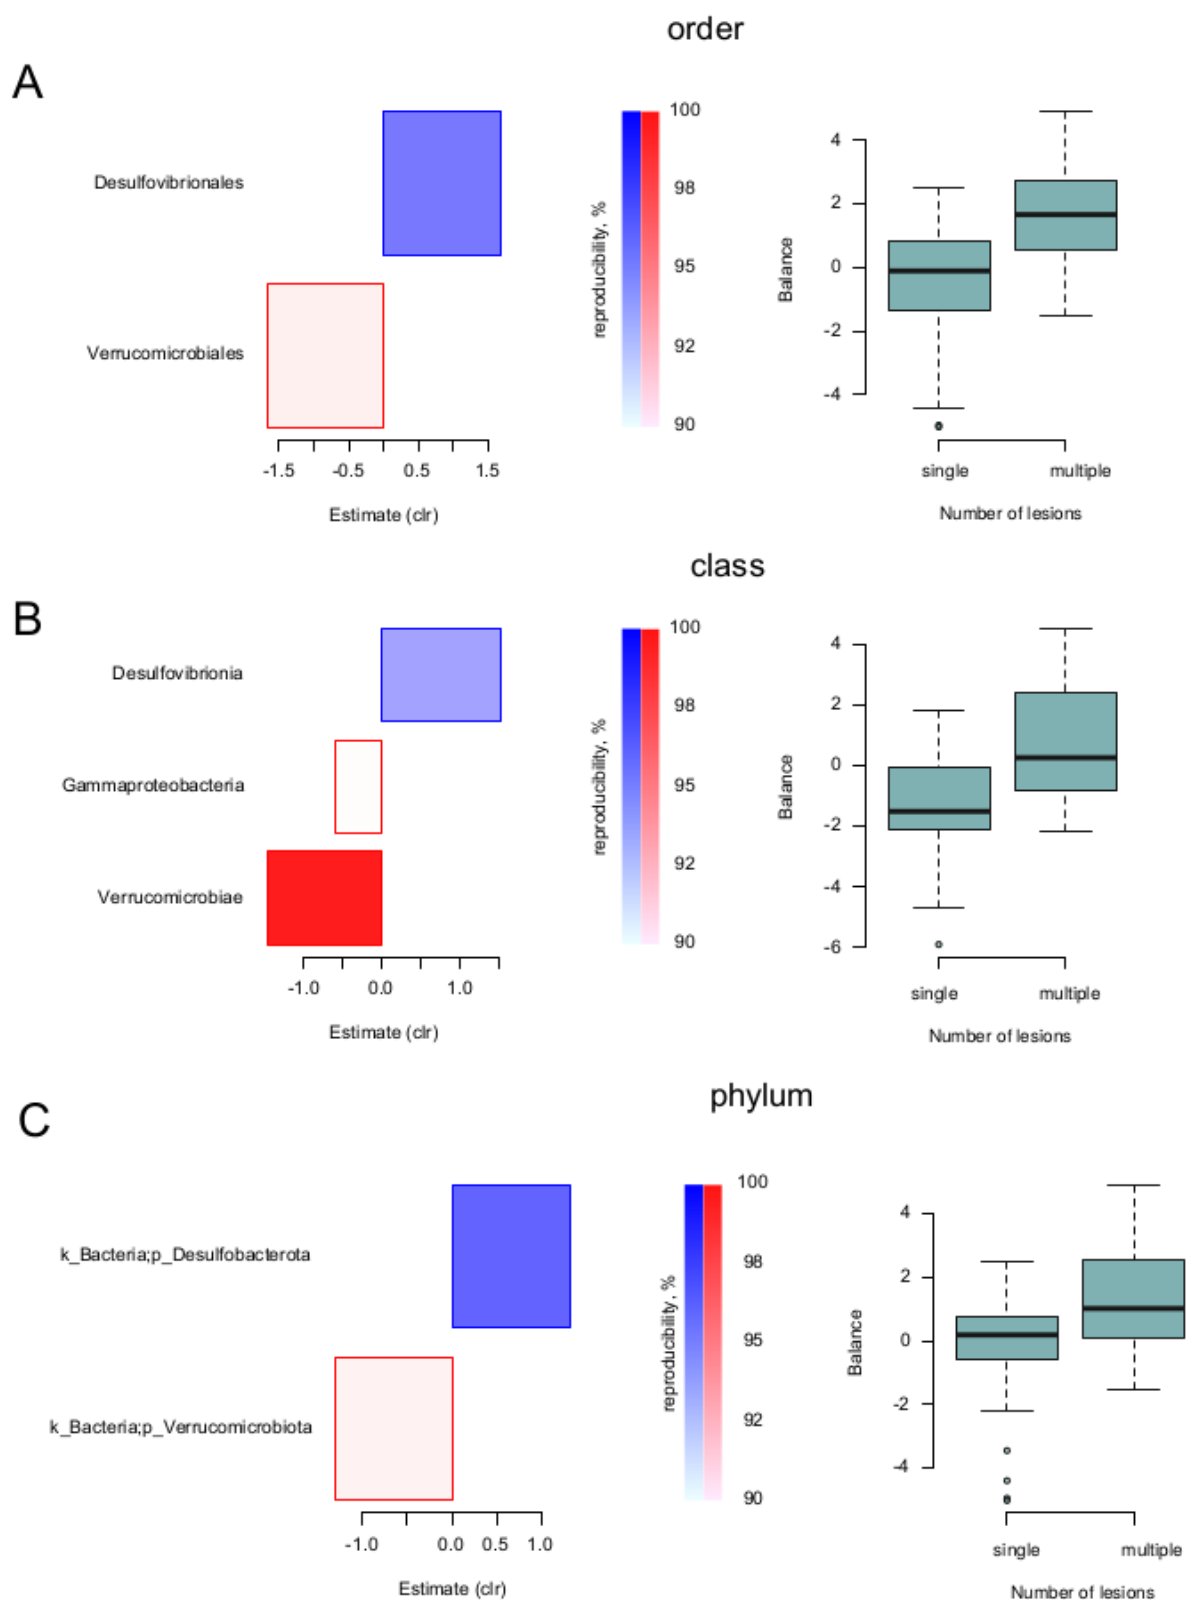 order
A
Desulfovibrionales
Verrucomicrobiales
-1.5 -0.5 0.5 1.5
Estimate (clr)
reproducibility, %
100
98
95
92
90
Balance
4
2
0
-2
-4
single multiple
Number of lesions
class
B
Desulfovibrionia
Gammaproteobacteria
Verrucomicrobiae
-1.0 0.0 1.0
Estimate (clr)
reproducibility, %
100
98
95
92
90
Balance
4
2
0
-2
-4
-6
single multiple
Number of lesions
phylum
C
k_Bacteria;p_Desulfobacterota
k_Bacteria;p_Verrucomicrobiota
-1.0 0.0 0.5 1.0
Estimate (clr)
reproducibility, %
100
98
95
92
90
Balance
4
2
0
-2
-4
single multiple
Number of lesions